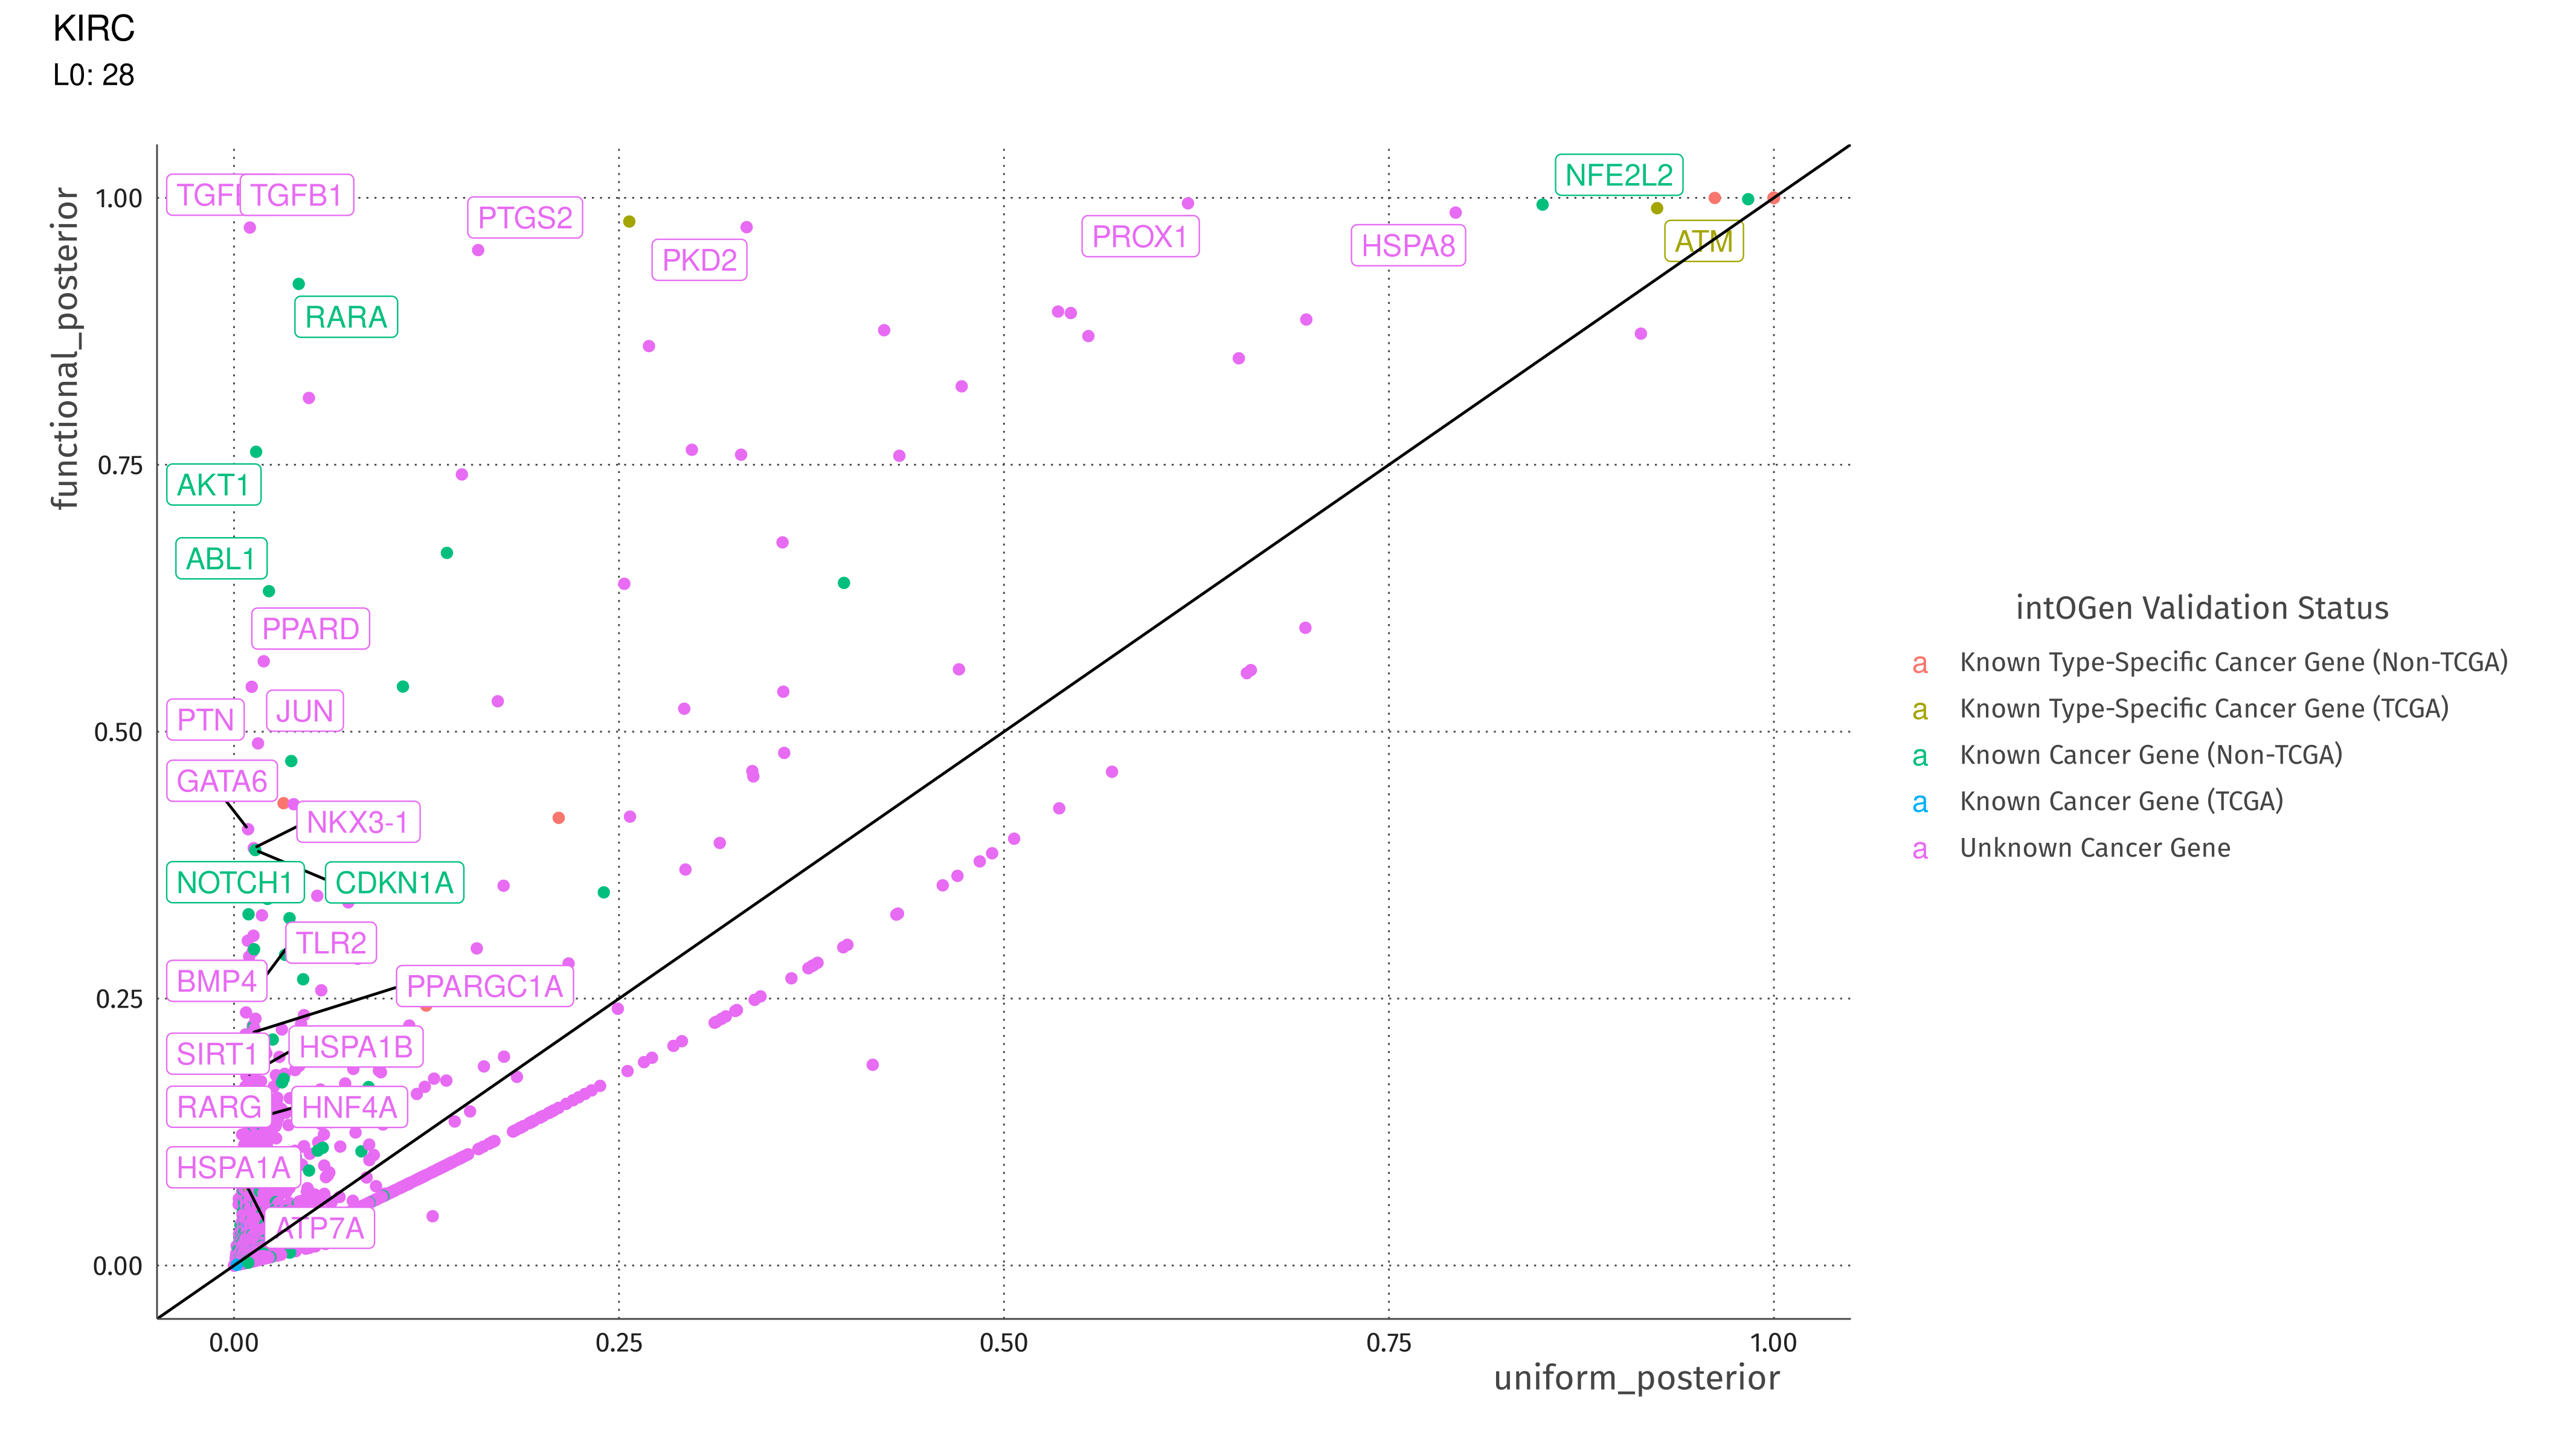 KIRC
L0: 28
functional_posterior
1.00
0.75
0.50
0.25
0.00
TGFB1
PTGS2
PKD2
PROX1
HSPA8
NFE2L2
ATM
RARA
AKT1
ABL1
PPARD
PTN
JUN
GATA6
NKX3-1
NOTCH1
CDKN1A
TLR2
BMP4
PPARGC1A
SIRT1
HSPA1B
RARG
HNF4A
HSPA1A
ATP7A
0.00
0.25
0.50
0.75
1.00
uniform_posterior
intOGen Validation Status
a Known Type-Specific Cancer Gene (Non-TCGA)
a Known Type-Specific Cancer Gene (TCGA)
a Known Cancer Gene (Non-TCGA)
a Known Cancer Gene (TCGA)
a Unknown Cancer Gene